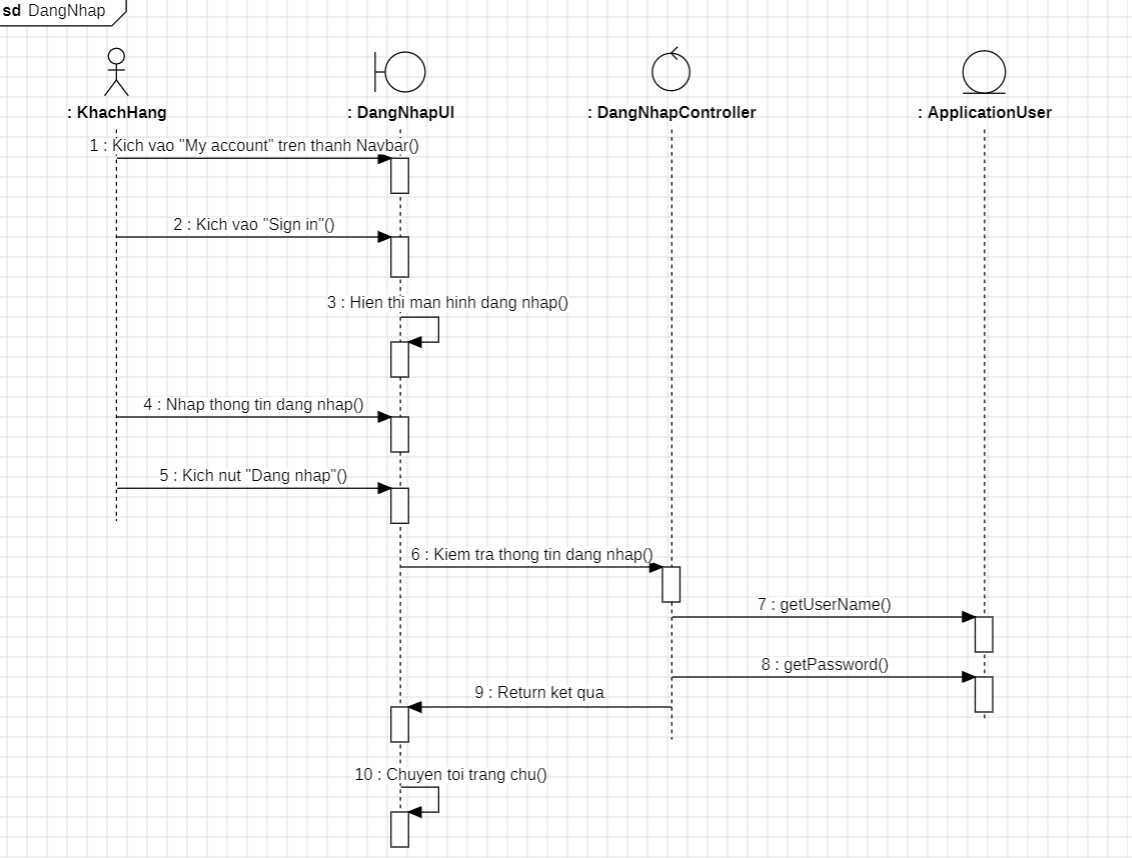 sd DangNhap
: KhachHang
: DangNhapUI
: DangNhapController
: ApplicationUser
1 : Kich vao "My account" tren thanh Navbar()
2 : Kich vao "Sign in"()
3 : Hien thi man hinh dang nhap()
4 : Nhap thong tin dang nhap()
5 : Kich nut "Dang nhap"()
6 : Kiem tra thong tin dang nhap()
7 : getUserName()
8 : getPassword()
9 : Return ket qua
10 : Chuyen toi trang chu()